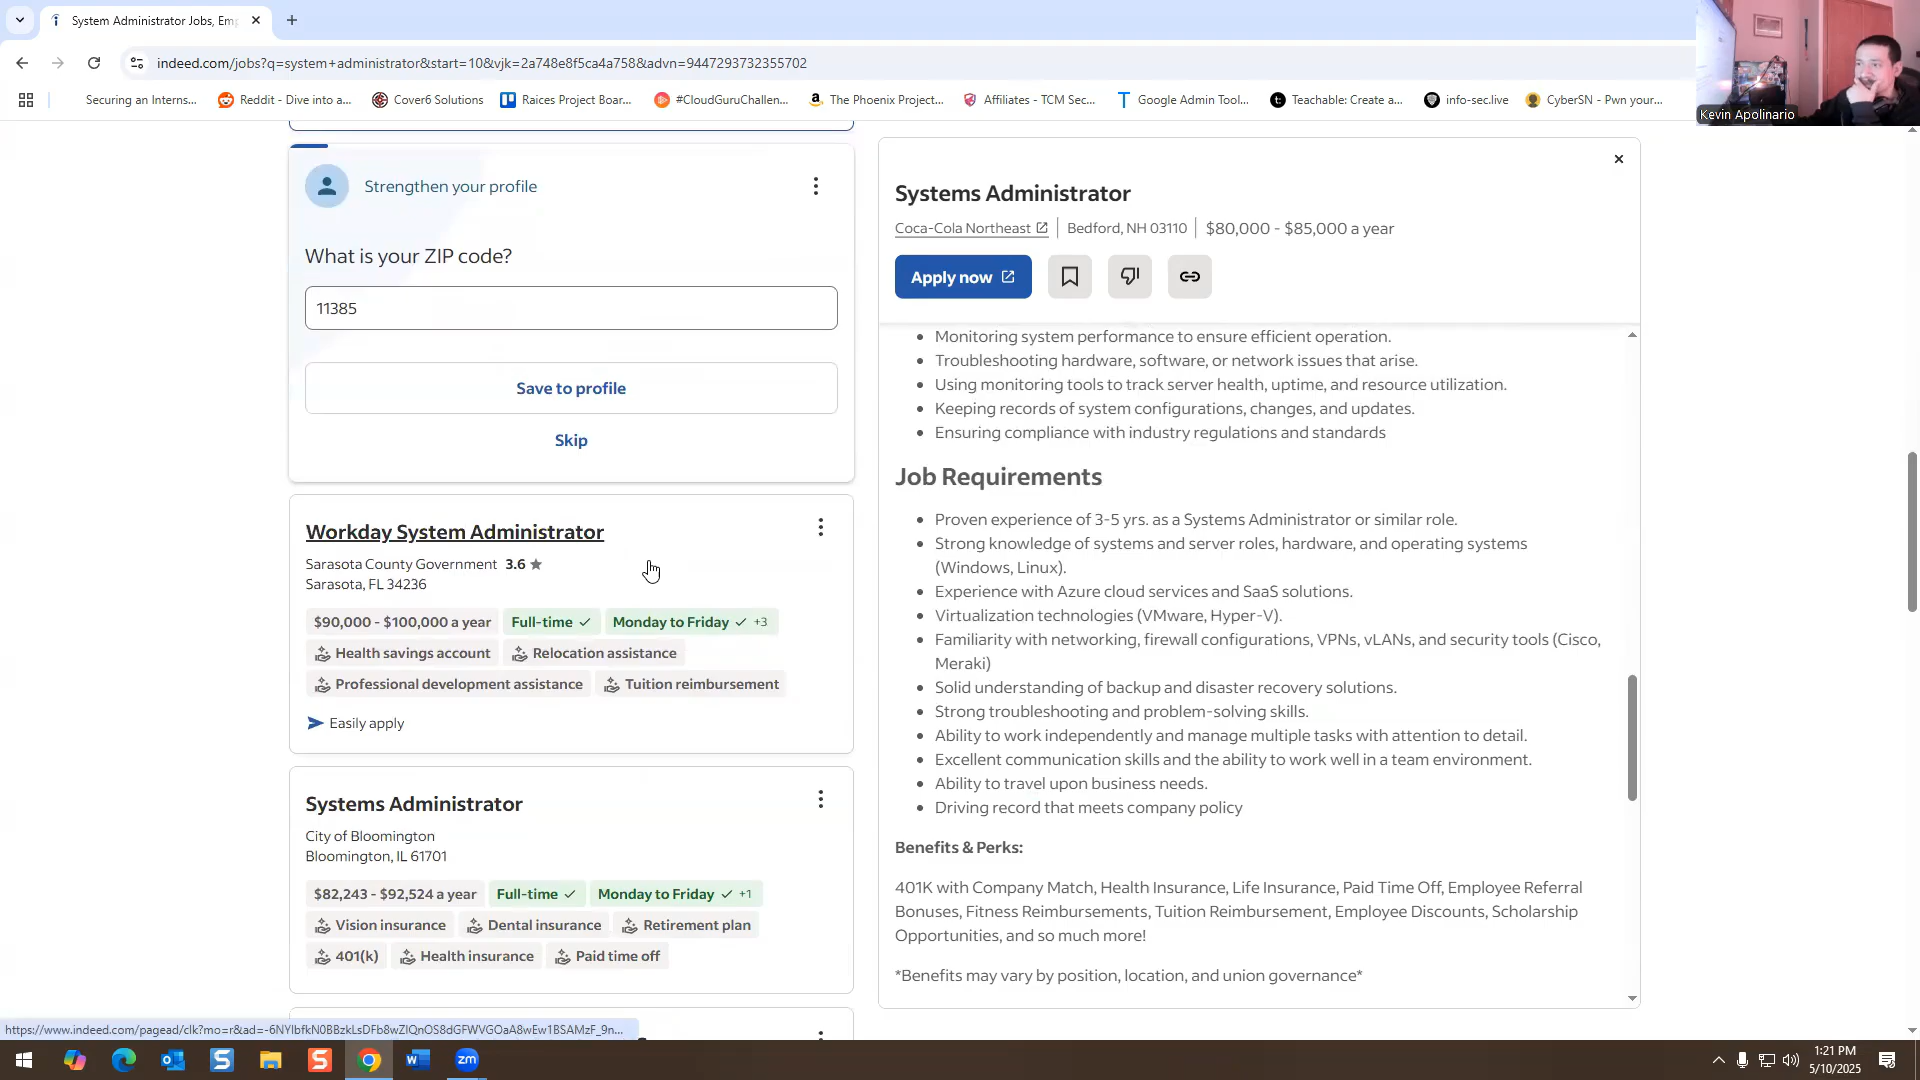 System Administrator Jobs, Em
indeed.com/jobs?q=system+administrator&start=10&vjk=2a748e8f5ca4a758&advn=9447293732355702
Securing an Interns...
Reddit - Dive into a...
Cover6 Solutions
Raices Project Boar...
#CloudGuruChallen...
The Phoenix Project...
Affiliates - TCM Sec...
Google Admin Tool...
Teachable: Create a...
info-sec.live
CyberSN - Pwn your...
Kevin Apolinario
Strengthen your profile
What is your ZIP code?
11385
Save to profile
Skip
Workday System Administrator
Sarasota County Government 3.6
Sarasota, FL 34236
$90,000 - $100,000 a year
Full-time
Monday to Friday +3
Health savings account
Relocation assistance
Professional development assistance
Tuition reimbursement
Easily apply
Systems Administrator
City of Bloomington
Bloomington, IL 61701
$82,243 - $92,524 a year
Full-time
Monday to Friday +1
Vision insurance
Dental insurance
Retirement plan
401(k)
Health insurance
Paid time off
Systems Administrator
Coca-Cola Northeast
Bedford, NH 03110
$80,000 - $85,000 a year
Apply now
Monitoring system performance to ensure efficient operation.
Troubleshooting hardware, software, or network issues that arise.
Using monitoring tools to track server health, uptime, and resource utilization.
Keeping records of system configurations, changes, and updates.
Ensuring compliance with industry regulations and standards
Job Requirements
Proven experience of 3-5 yrs. as a Systems Administrator or similar role.
Strong knowledge of systems and server roles, hardware, and operating systems
(Windows, Linux).
Experience with Azure cloud services and SaaS solutions.
Virtualization technologies (VMware, Hyper-V).
Familiarity with networking, firewall configurations, VPNs, vLANs, and security tools (Cisco,
Meraki)
Solid understanding of backup and disaster recovery solutions.
Strong troubleshooting and problem-solving skills.
Ability to work independently and manage multiple tasks with attention to detail.
Excellent communication skills and the ability to work well in a team environment.
Ability to travel upon business needs.
Driving record that meets company policy
Benefits & Perks:
401K with Company Match, Health Insurance, Life Insurance, Paid Time Off, Employee Referral
Bonuses, Fitness Reimbursements, Tuition Reimbursement, Employee Discounts, Scholarship
Opportunities, and so much more!
*Benefits may vary by position, location, and union governance*
zm
1:21 PM
5/10/2025